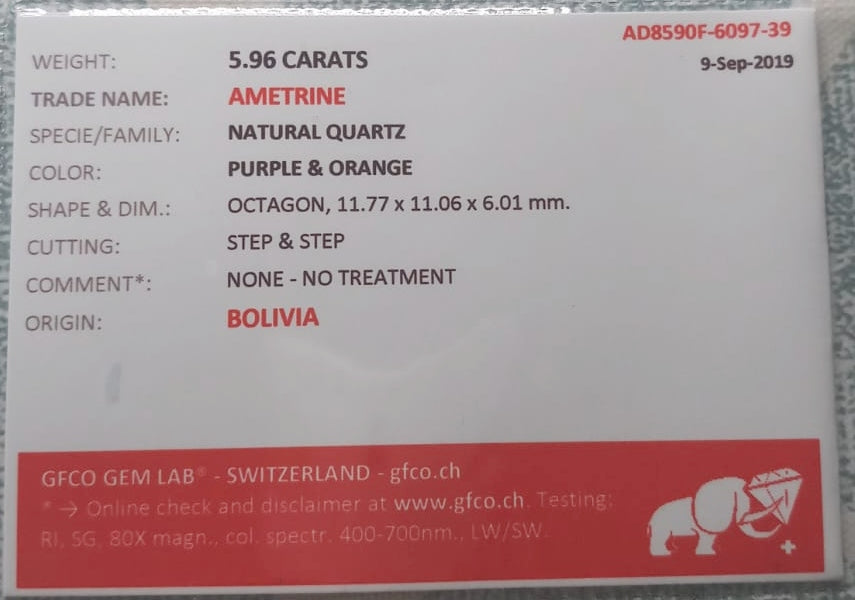 AD8590F-6097-39
9-Sep-2019
WEIGHT: 5.96 CARATS
TRADE NAME: AMETRINE
SPECIE/FAMILY: NATURAL QUARTZ
COLOR: PURPLE & ORANGE
SHAPE & DIM.: OCTAGON, 11.77 x 11.06 x 6.01 mm.
CUTTING: STEP & STEP
COMMENT*: NONE - NO TREATMENT
ORIGIN: BOLIVIA
GFCO GEM LAB® - SWITZERLAND - gfco.ch
* → Online check and disclaimer at www.gfco.ch. Testing:
RI, SG, 80X magn., col. spectr. 400-700nm., LW/SW.